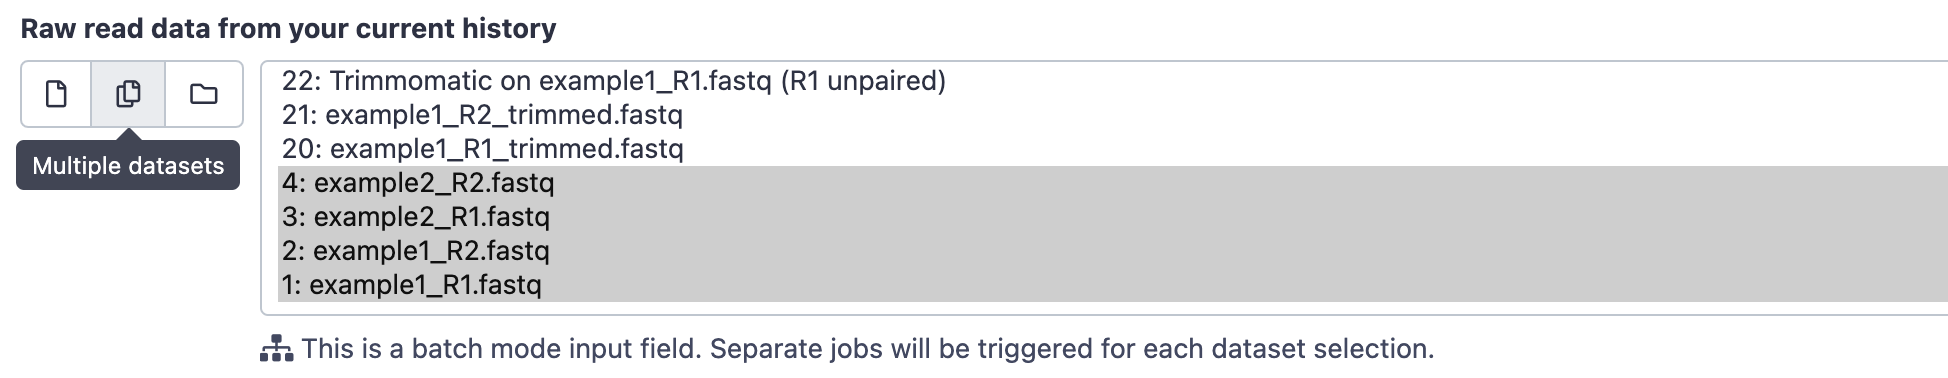 Raw read data from your current history
22: Trimmomatic on example1_R1.fastq (R1 unpaired)
21: example1_R2_trimmed.fastq
20: example1_R1_trimmed.fastq
Multiple datasets
4: example2_R2.fastq
3: example2_R1.fastq
2: example1_R2.fastq
1: example1_R1.fastq
This is a batch mode input field. Separate jobs will be triggered for each dataset selection.